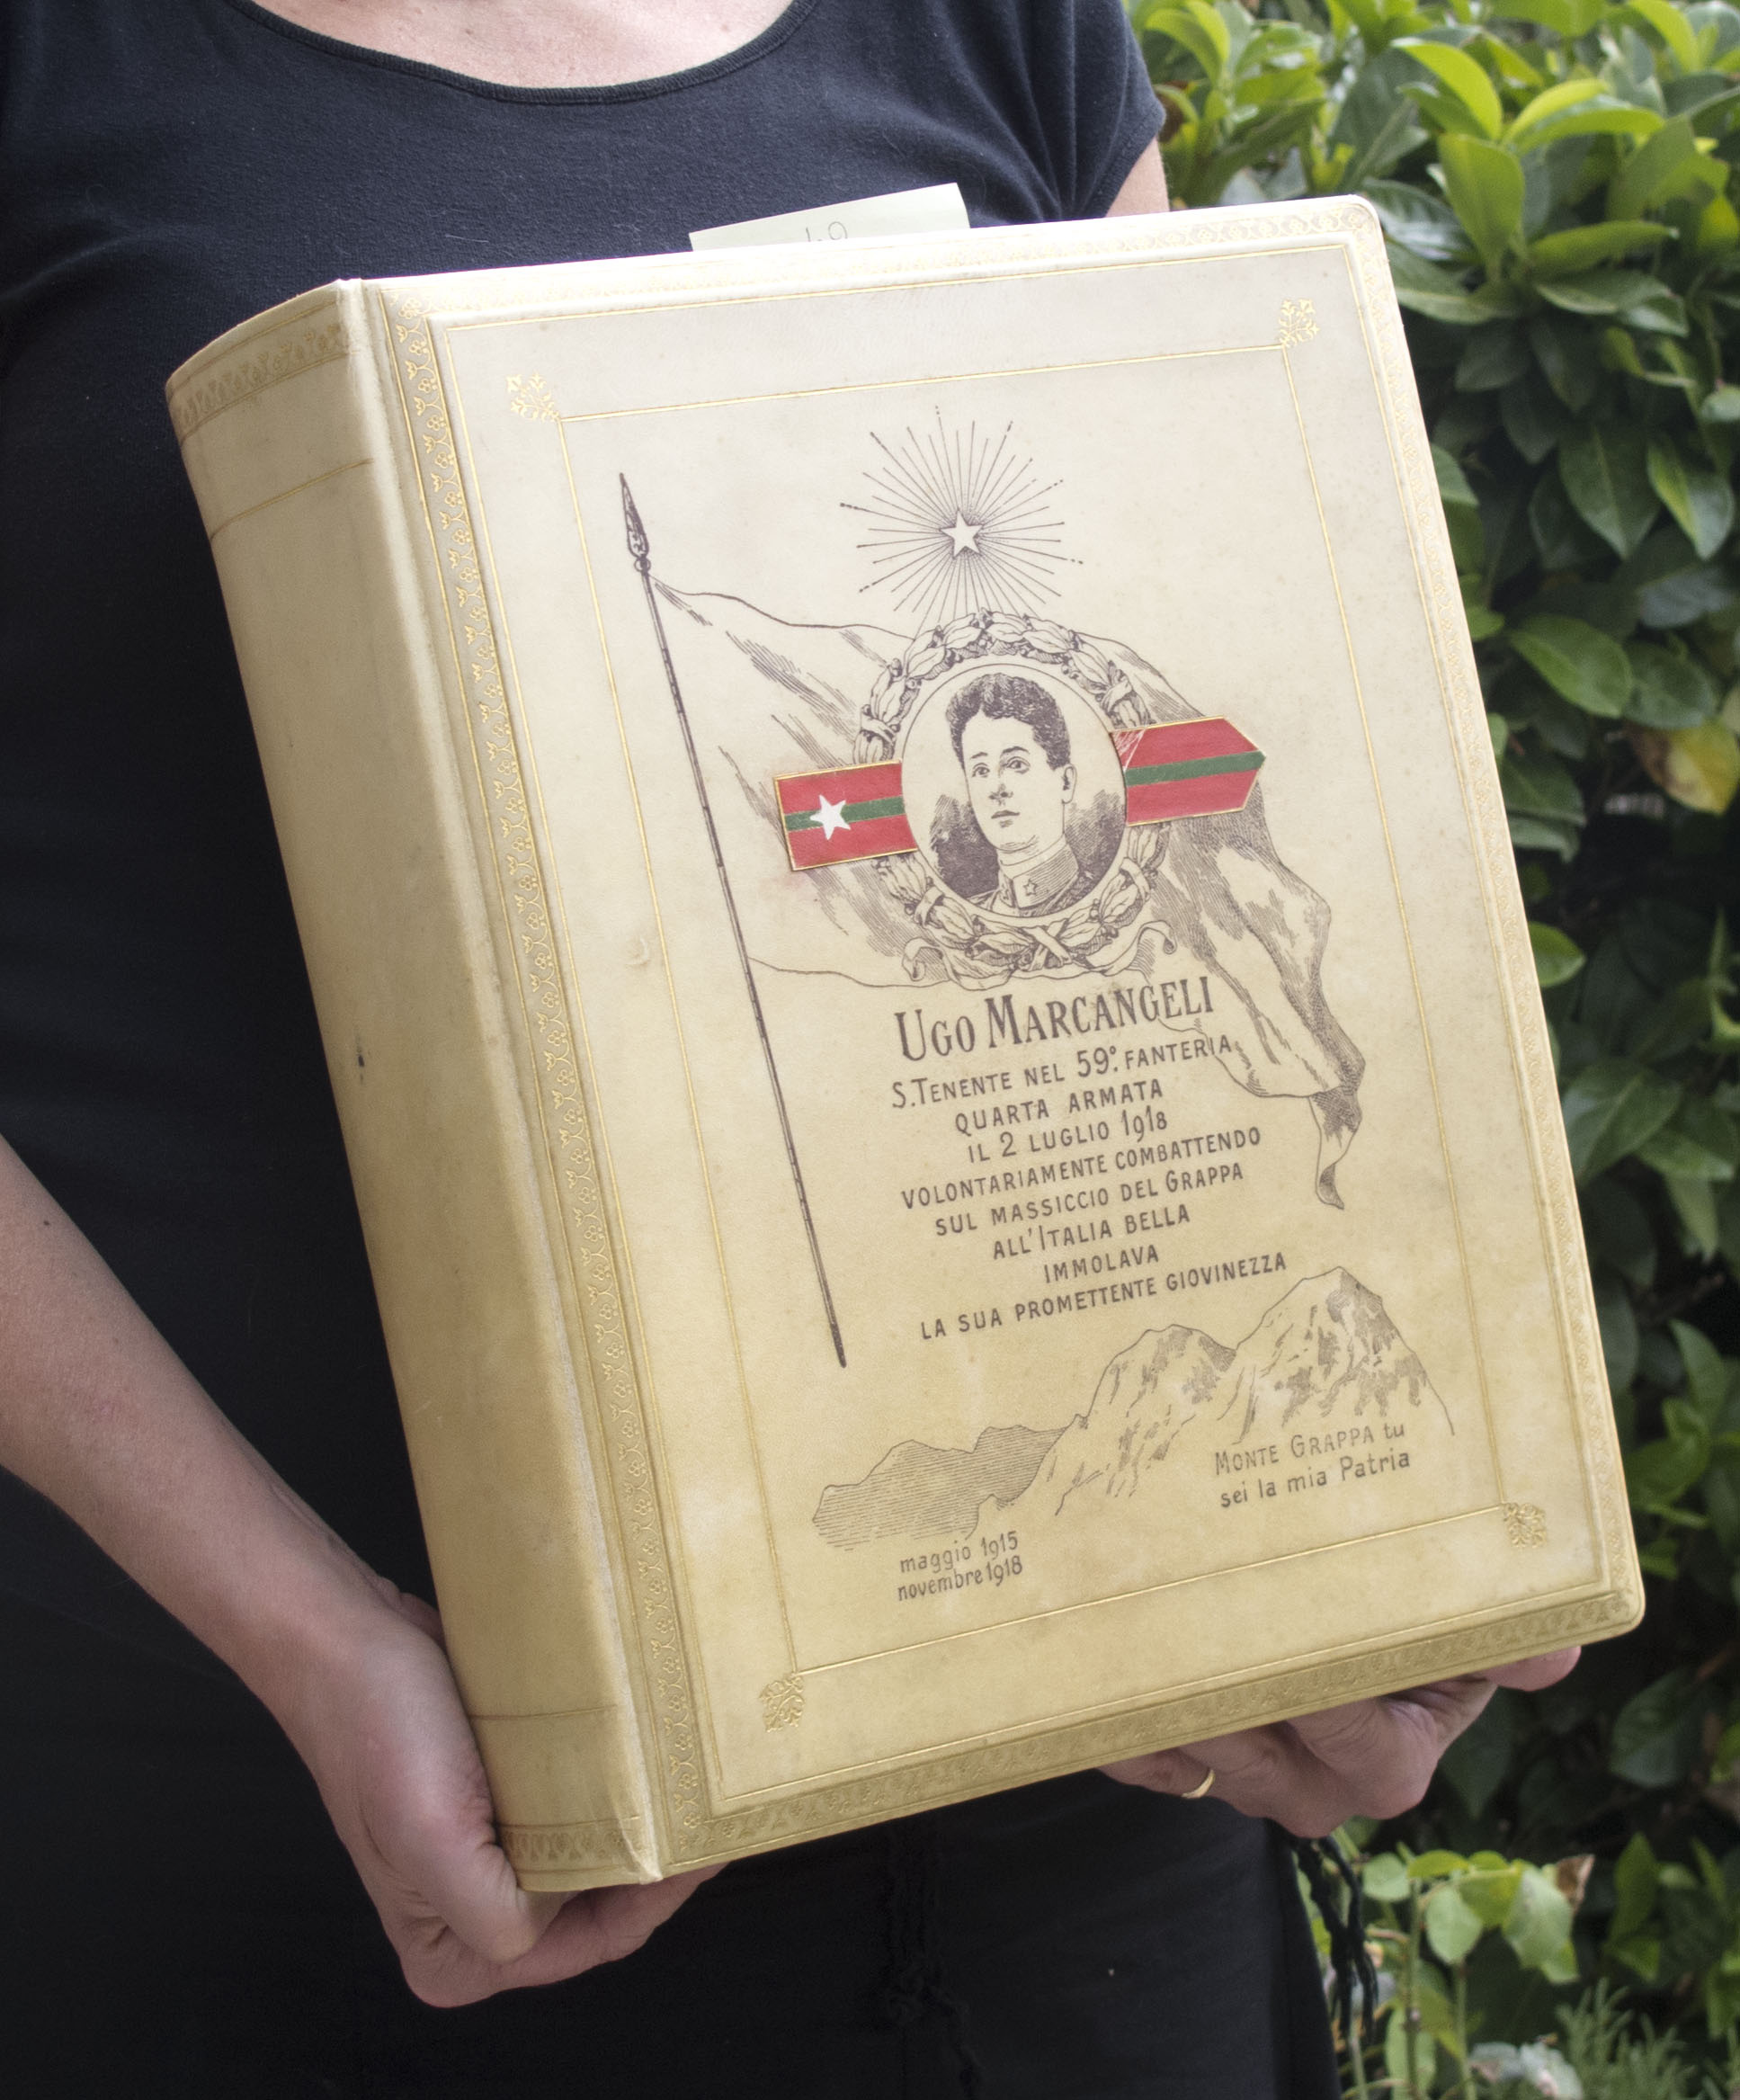 UGO MARCANGELI
S. TENENTE NEL 59º. FANTERIA
QUARTA ARMATA
IL 2 LUGLIO 1918
VOLONTARIAMENTE COMBATTENDO
SUL MASSICCIO DEL GRAPPA
ALL'ITALIA BELLA
IMMOLAVA
LA SUA PROMETTENTE GIOVINEZZA
MONTE GRAPPA tu
sei la mia Patria
maggio 1915
novembre 1918